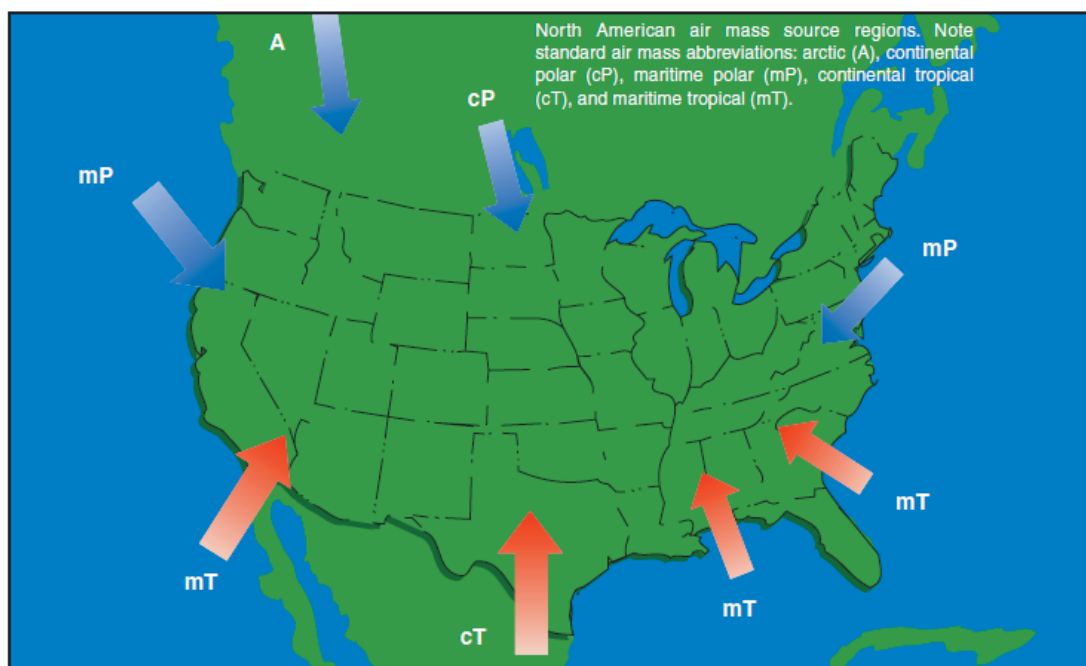 North American air mass source regions. Note
standard air mass abbreviations: arctic (A), continental
polar (cP), maritime polar (mP), continental tropical
(cT), and maritime tropical (mT).
A
cP
mP
mP
mT
mT
mT
cT